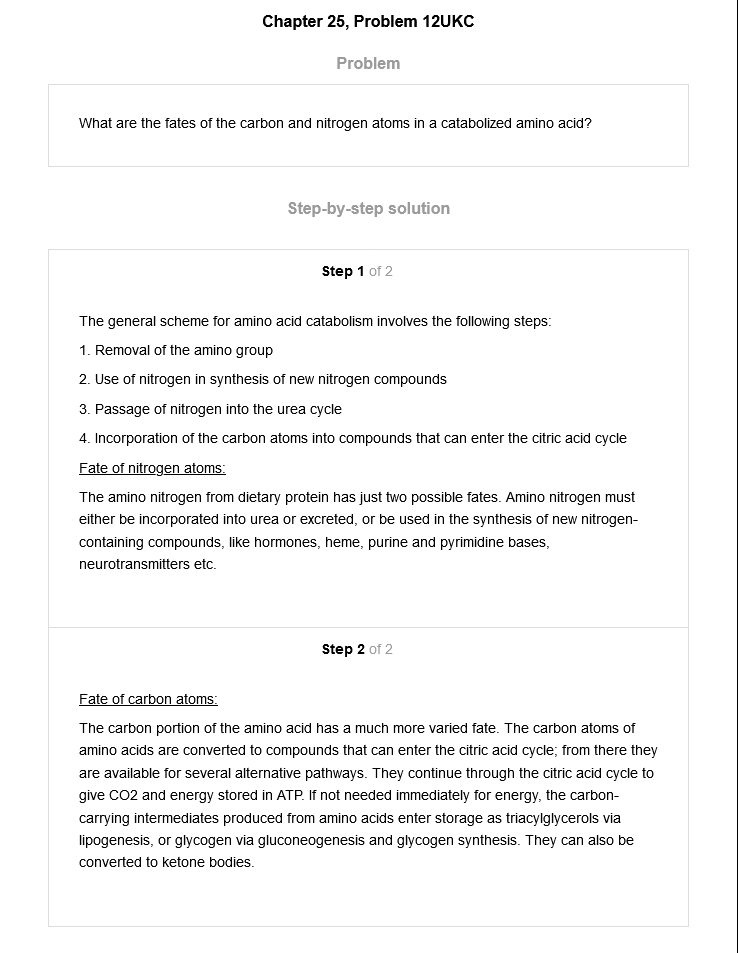 Chapter 25, Problem 12UKC
Problem
What are the fates of the carbon and nitrogen atoms in a catabolized amino acid?
Step-by-step solution
Step 1 of 2
The general scheme for amino acid catabolism involves the following steps:
1. Removal of the amino group
2. Use of nitrogen in synthesis of new nitrogen compounds
3. Passage of nitrogen into the urea cycle
4. Incorporation of the carbon atoms into compounds that can enter the citric acid cycle
Fate of nitrogen atoms:
The amino nitrogen from dietary protein has just two possible fates. Amino nitrogen must
either be incorporated into urea or excreted, or be used in the synthesis of new nitrogen-
containing compounds, like hormones, heme, purine and pyrimidine bases,
neurotransmitters etc.
Step 2 of 2
Fate of carbon atoms:
The carbon portion of the amino acid has a much more varied fate. The carbon atoms of
amino acids are converted to compounds that can enter the citric acid cycle; from there they
are available for several alternative pathways. They continue through the citric acid cycle to
give CO2 and energy stored in ATP. If not needed immediately for energy, the carbon-
carrying intermediates produced from amino acids enter storage as triacylglycerols via
lipogenesis, or glycogen via gluconeogenesis and glycogen synthesis. They can also be
converted to ketone bodies.